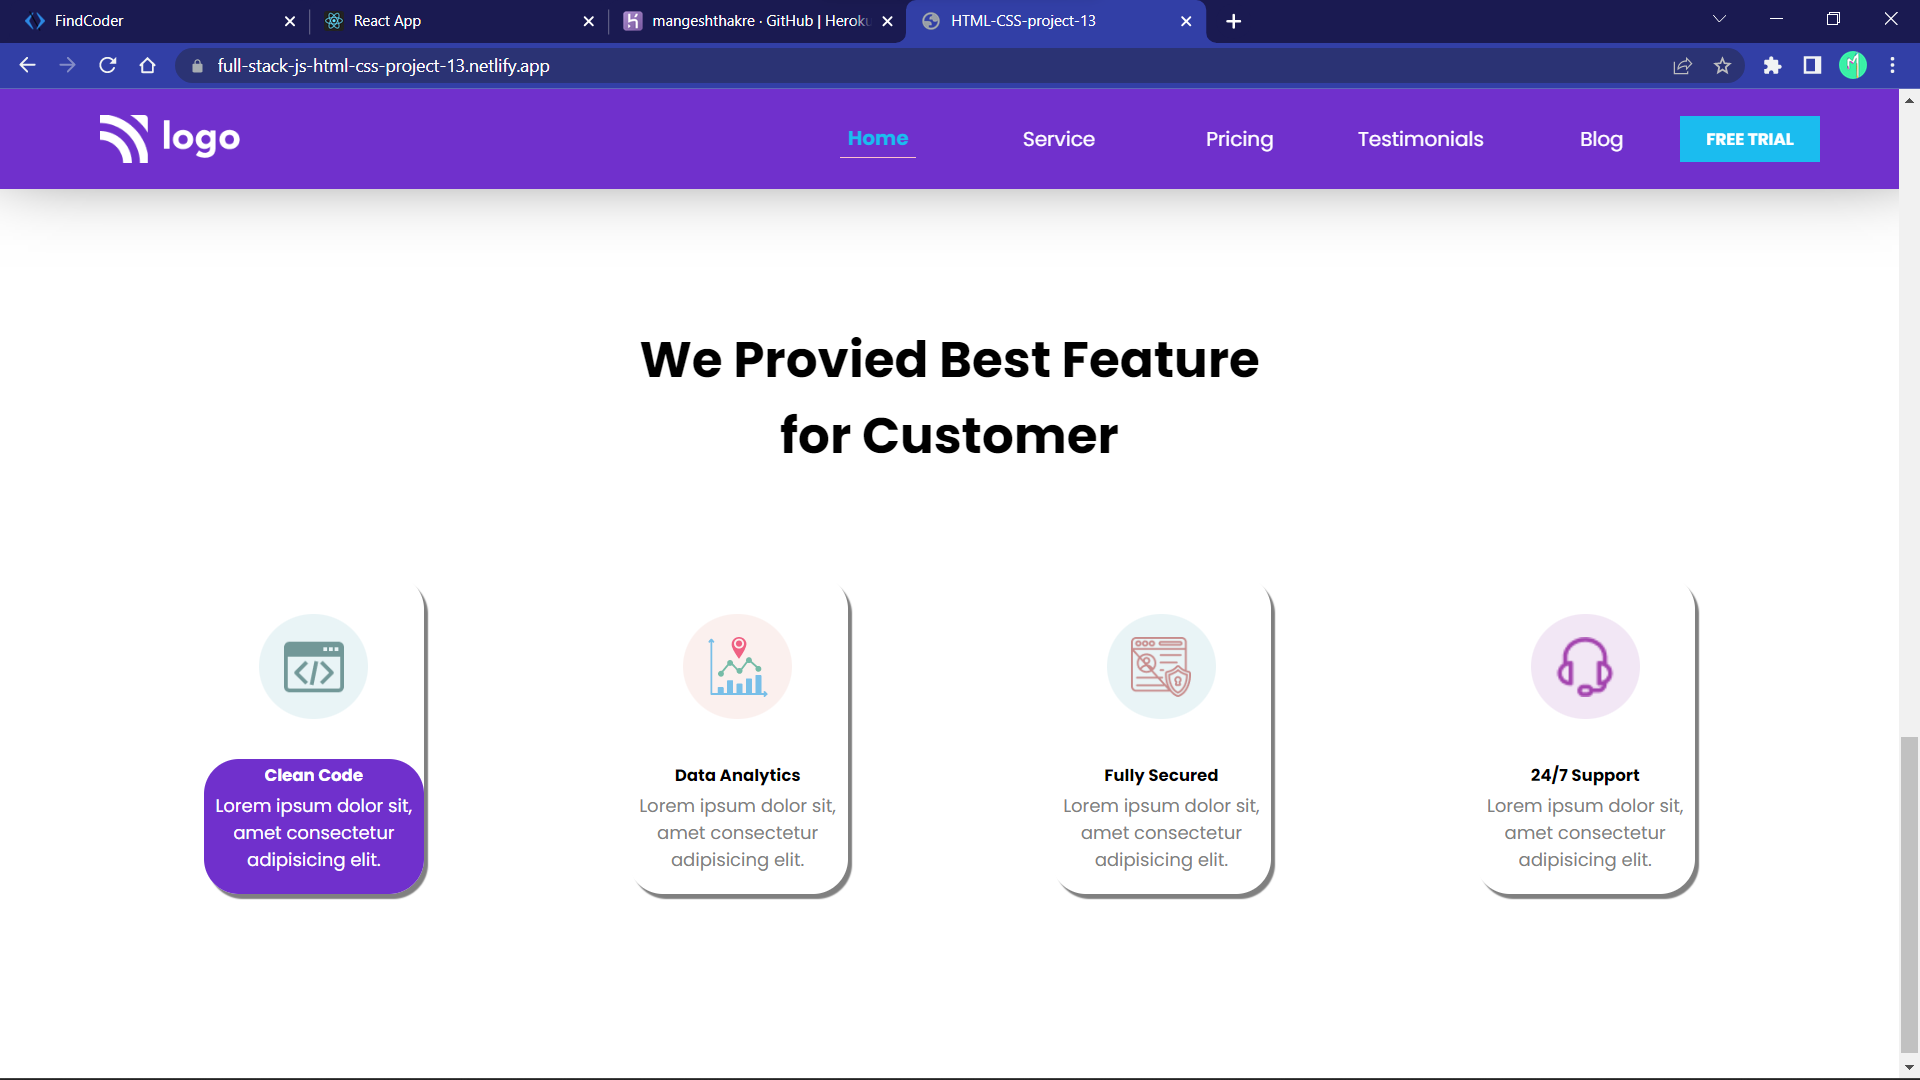 FindCoder
React App
mangeshthakre · GitHub | Heroku
HTML-CSS-project-13
full-stack-js-html-css-project-13.netlify.app
logo
Home
Service
Pricing
Testimonials
Blog
FREE TRIAL
We Provied Best Feature
for Customer
Clean Code
Lorem ipsum dolor sit,
amet consectetur
adipisicing elit.
Data Analytics
Lorem ipsum dolor sit,
amet consectetur
adipisicing elit.
Fully Secured
Lorem ipsum dolor sit,
amet consectetur
adipisicing elit.
24/7 Support
Lorem ipsum dolor sit,
amet consectetur
adipisicing elit.